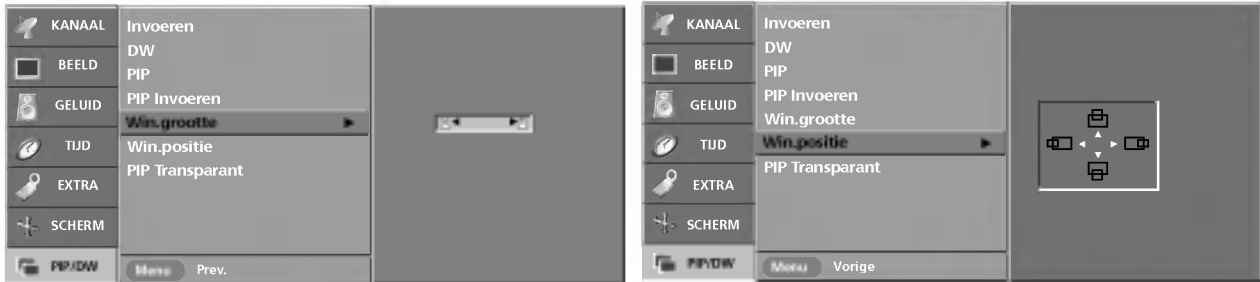 KANAAL
BEELD
GELUID
TIJD
EXTRA
SCHERM
PIP/DW
Invoeren
DW
PIP
PIP Invoeren
Win.grootte
Win.positie
PIP Transparant
Menu Prev.
KANAAL
BEELD
GELUID
TIJD
EXTRA
SCHERM
PIP/DW
Invoeren
DW
PIP
PIP Invoeren
Win.grootte
Win.positie
PIP Transparant
Menu Vorige